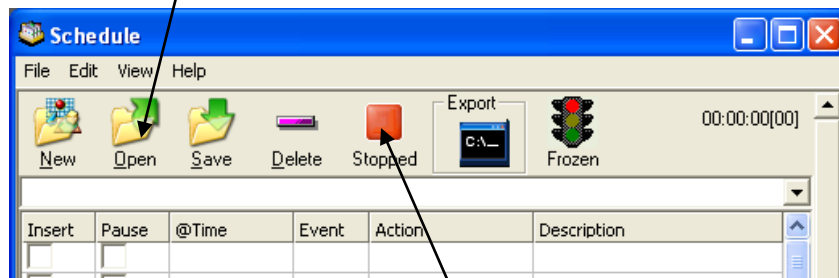 Schedule
File Edit View Help
Export
00:00:00[00]
C:\_
New Open Save Delete Stopped Frozen
Insert Pause @Time Event Action Description